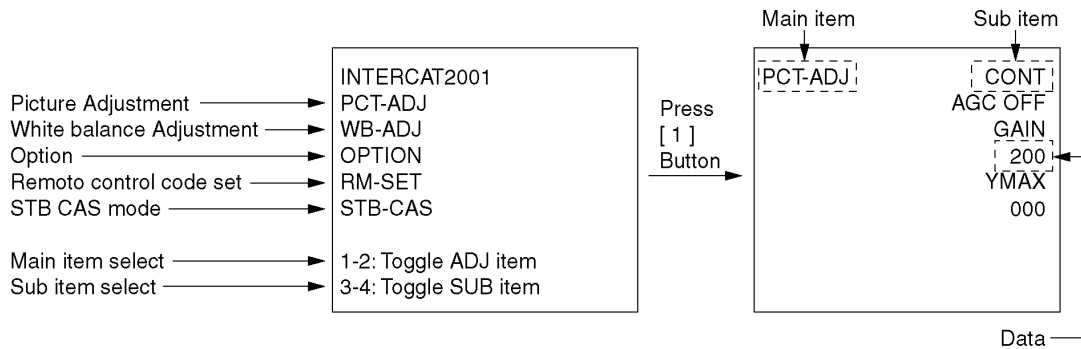 Main item
Sub item
INTERCAT2001
Picture Adjustment
PCT-ADJ
White balance Adjustment
WB-ADJ
Option
OPTION
Remoto control code set
RM-SET
STB CAS mode
STB-CAS
Main item select
1-2: Toggle ADJ item
Sub item select
3-4: Toggle SUB item
Press
[ 1 ]
Button
PCT-ADJ
CONT
AGC OFF
GAIN
200
YMAX
000
Data